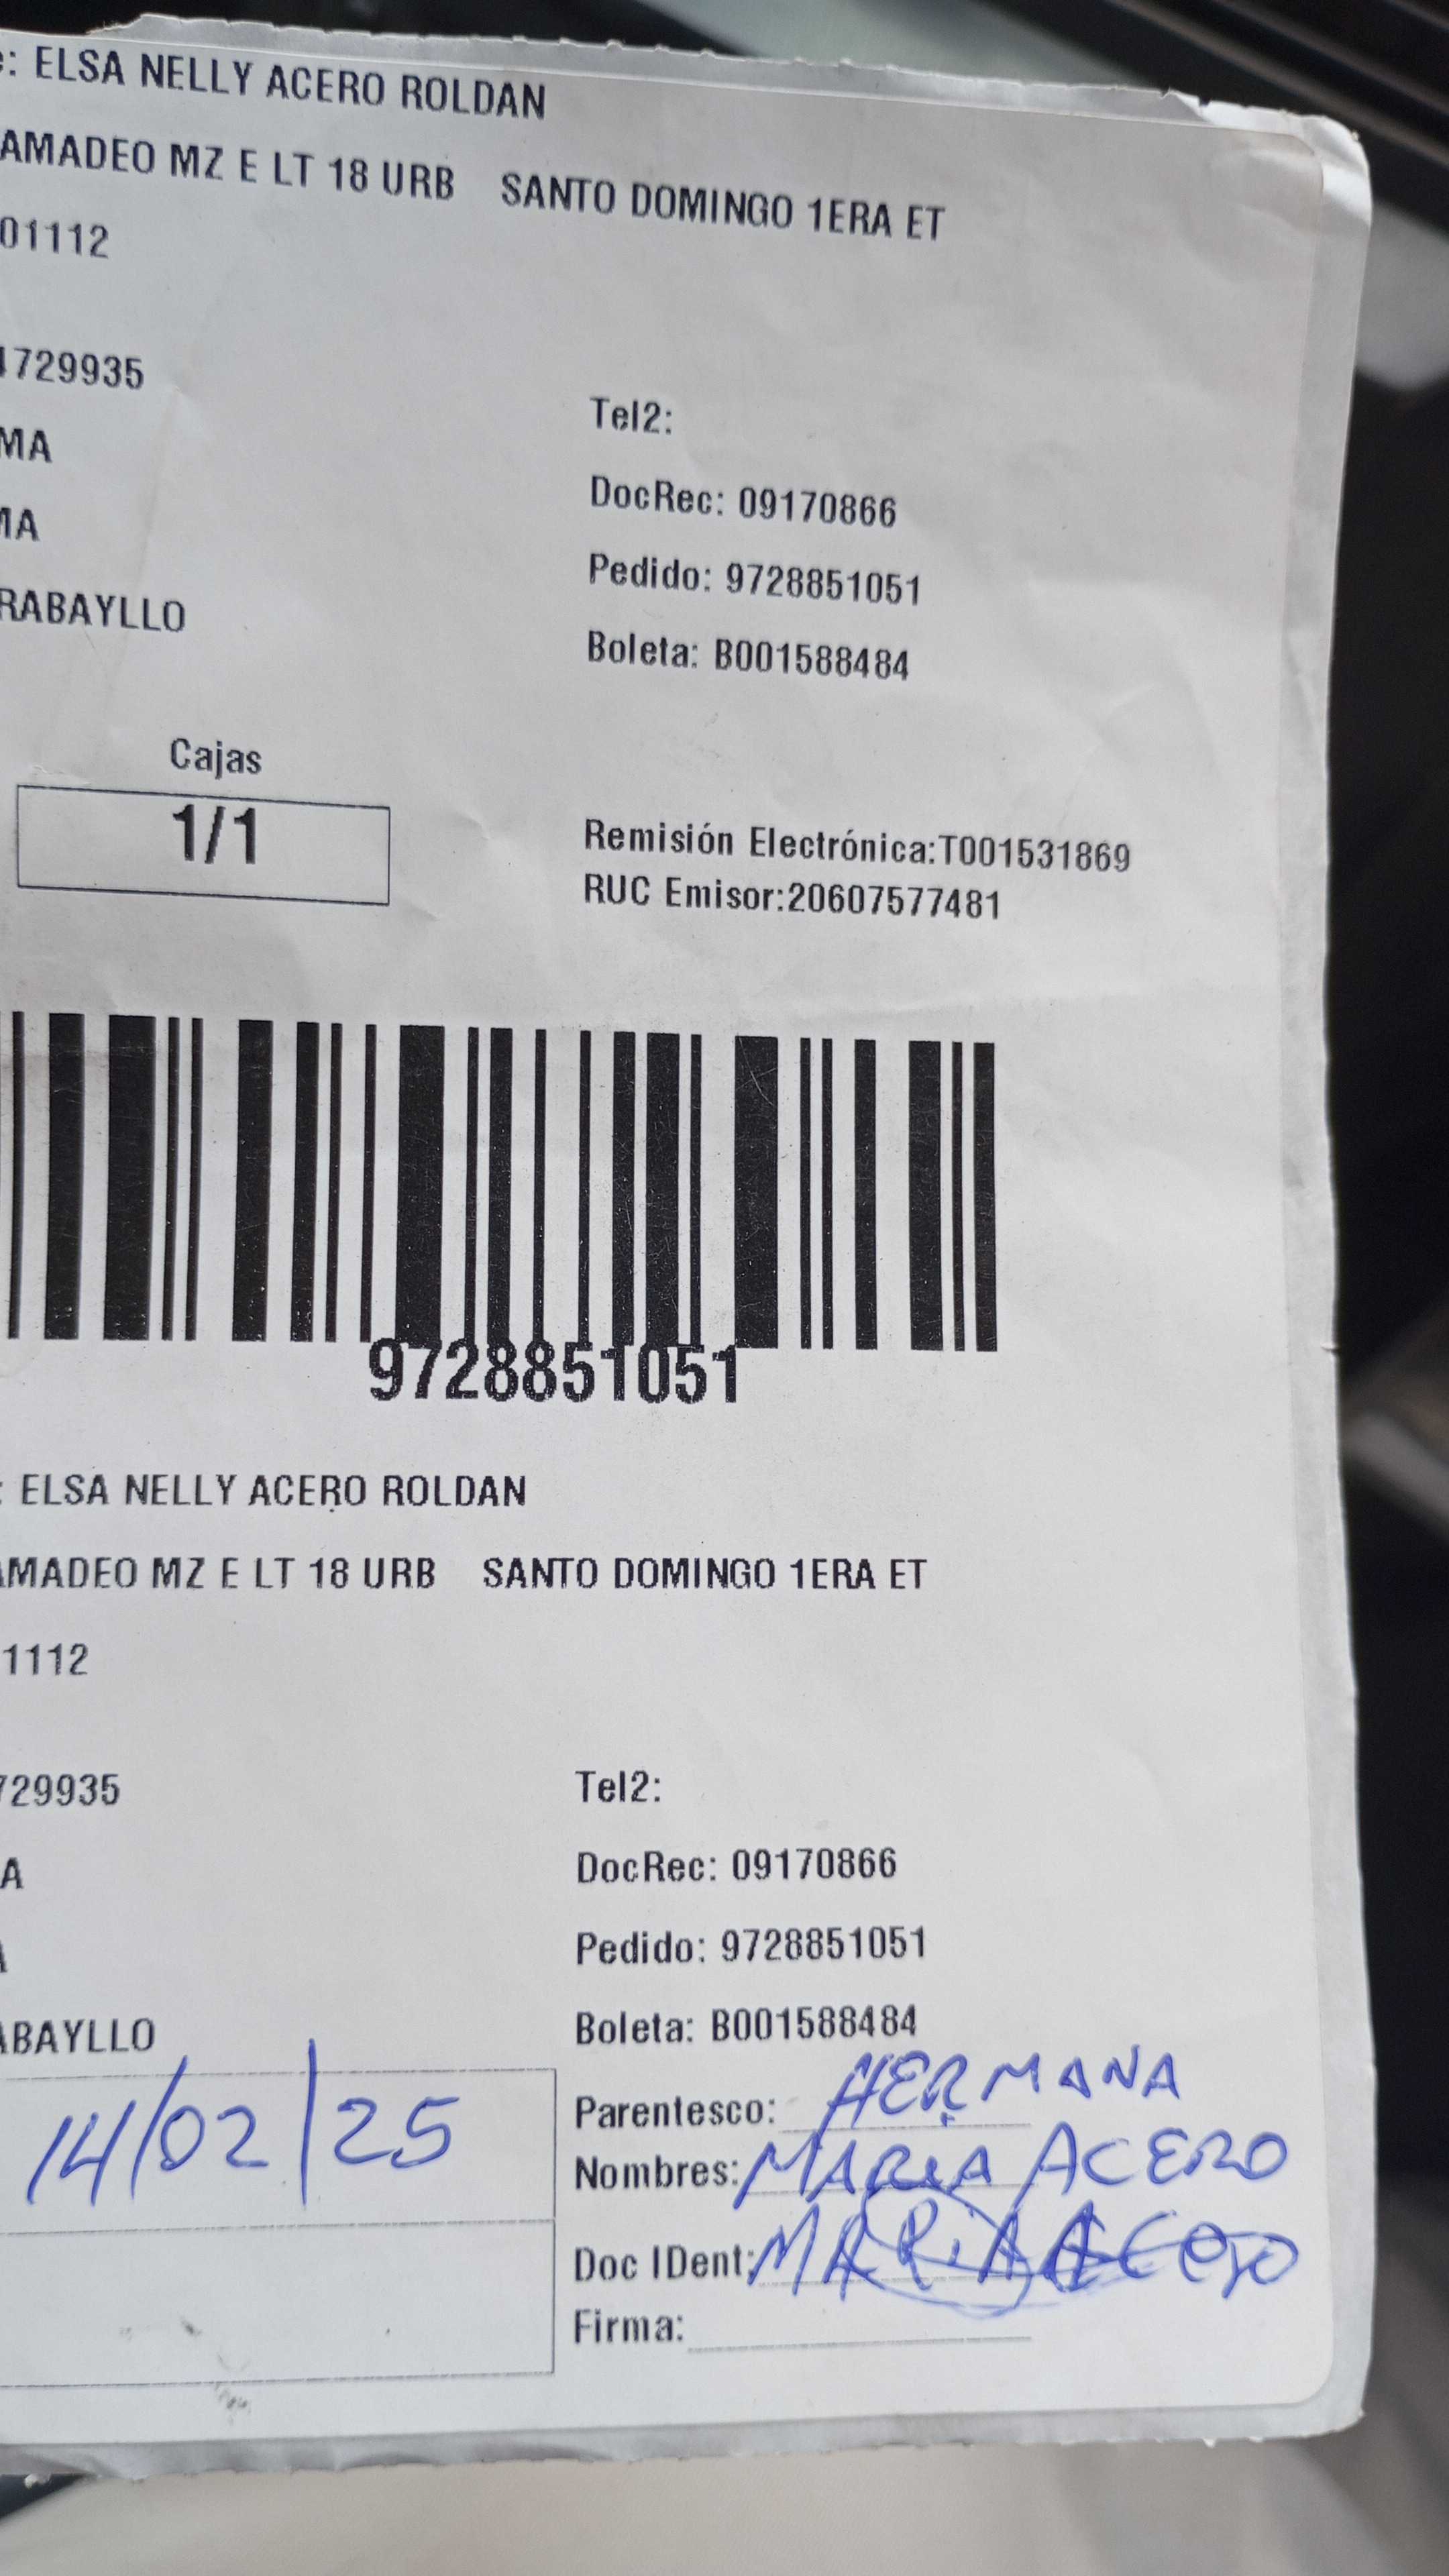 : ELSA NELLY ACERO ROLDAN
AMADEO MZ E LT 18 URB SANTO DOMINGO 1ERA ET
01112
1729935
Tel2:
MA
DocRec: 09170866
MA
Pedido: 9728851051
RABAYLLO
Boleta: B001588484
Cajas
1/1
Remisión Electrónica:T001531869
RUC Emisor:20607577481
9728851051
: ELSA NELLY ACERO ROLDAN
AMADEO MZ E LT 18 URB SANTO DOMINGO 1ERA ET
1112
729935
Tel2:
A
DocRec: 09170866
A
Pedido: 9728851051
ABAYLLO
Boleta: B001588484
14/02/25
Parentesco: HERMANA
Nombres: MARIA ACERO
Doc IDent: MARIA ACERO
Firma: